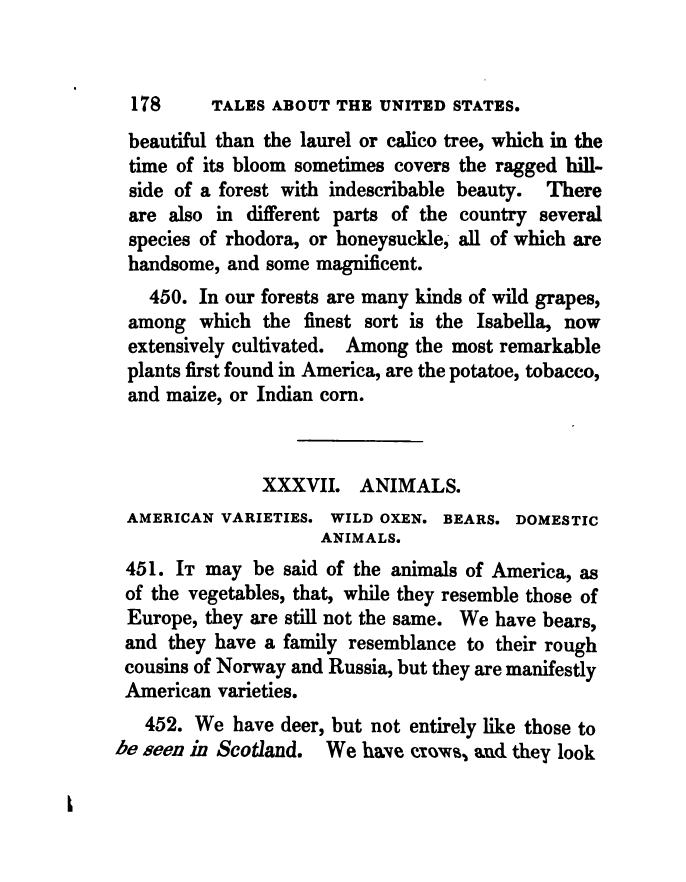 178 TALES ABOUT THE UNITED STATES.
beautiful than the laurel or calico tree, which in the
time of its bloom sometimes covers the ragged hill-
side of a forest with indescribable beauty. There
are also in different parts of the country several
species of rhodora, or honeysuckle, all of which are
handsome, and some magnificent.
450. In our forests are many kinds of wild grapes,
among which the finest sort is the Isabella, now
extensively cultivated. Among the most remarkable
plants first found in America, are the potatoe, tobacco,
and maize, or Indian corn.
XXXVII. ANIMALS.
AMERICAN VARIETIES. WILD OXEN. BEARS. DOMESTIC
ANIMALS.
451. IT may be said of the animals of America, as
of the vegetables, that, while they resemble those of
Europe, they are still not the same. We have bears,
and they have a family resemblance to their rough
cousins of Norway and Russia, but they are manifestly
American varieties.
452. We have deer, but not entirely like those to
be seen in Scotland. We have crows, and they look